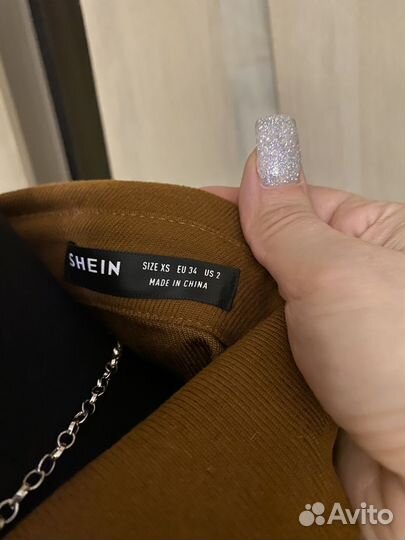 SHEIN
SIZE XS EU 34 US 2
MADE IN CHINA
Avito